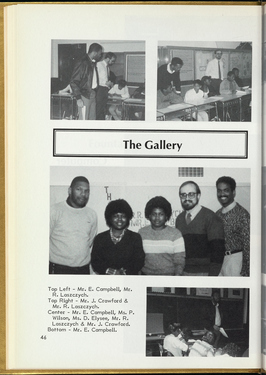 The Gallery
Top Left - Mr. E. Campbell, Mr.
R. Laszczych.
Top Right - Mr. J. Crawford &
Mr. R. Laszczych.
Center - Mr. E. Campbell, Ms. P.
Wilson, Ms. D. Elysee, Mr. R.
Laszczych & Mr. J. Crawford.
Bottom - Mr. E. Campbell.
46